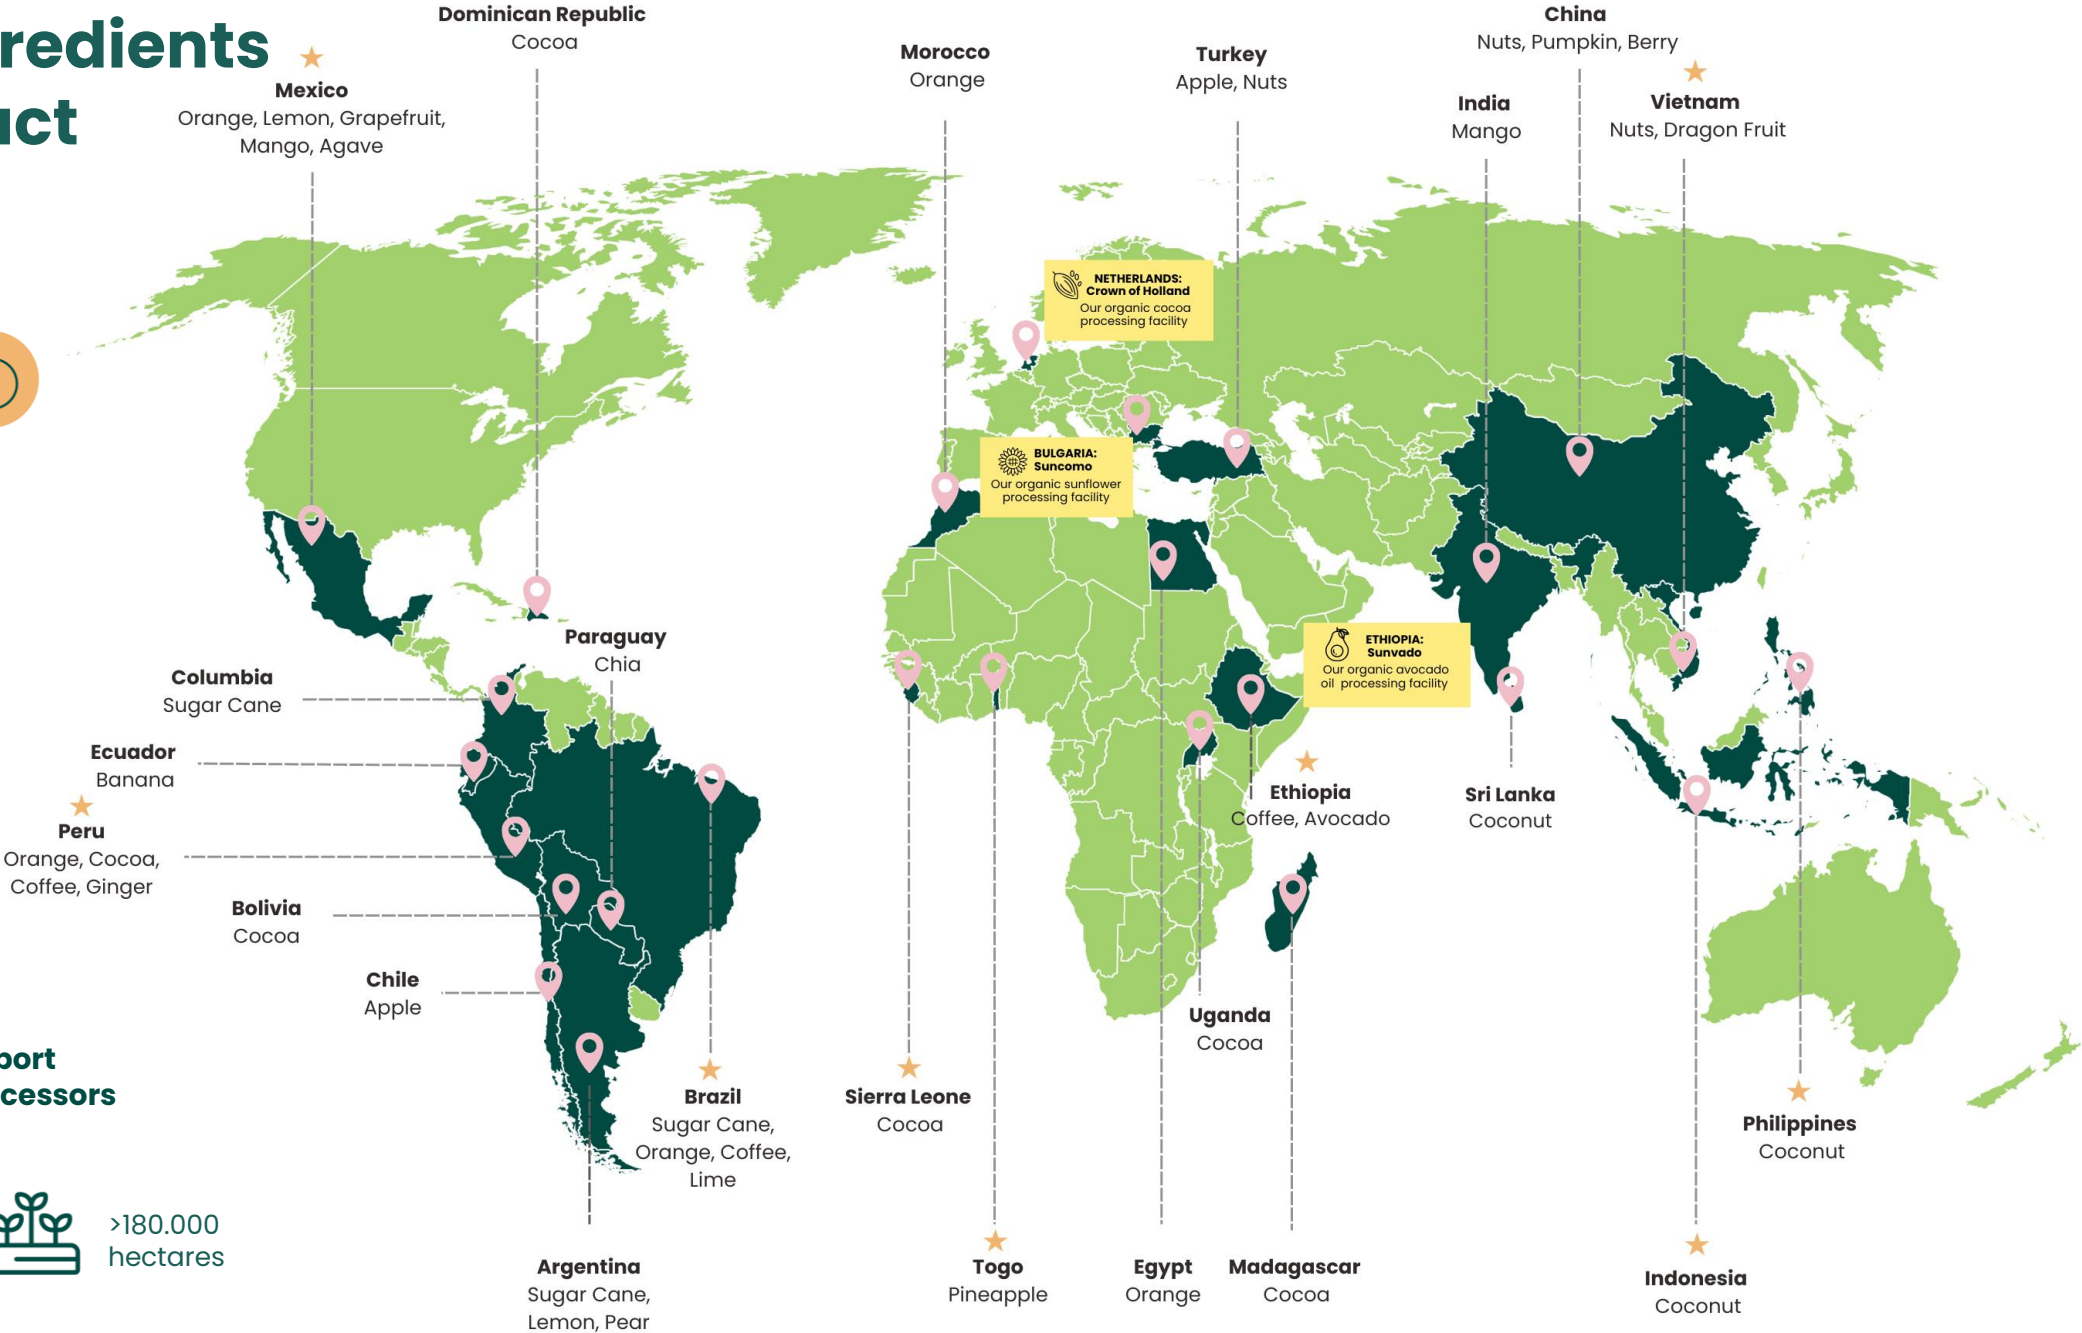 redients
Dominican Republic
Cocoa
China
Nuts, Pumpkin, Berry
Mexico
Orange, Lemon, Grapefruit,
Mango, Agave
Morocco
Orange
Turkey
Apple, Nuts
India
Mango
Vietnam
Nuts, Dragon Fruit
NETHERLANDS:
Crown of Holland
Our organic cocoa
processing facility
BULGARIA:
Suncomo
Our organic sunflower
processing facility
ETHIOPIA:
Sunvado
Our organic avocado
oil processing facility
Paraguay
Chia
Columbia
Sugar Cane
Ecuador
Banana
Peru
Orange, Cocoa,
Coffee, Ginger
Bolivia
Cocoa
Chile
Apple
Ethiopia
Coffee, Avocado
Sri Lanka
Coconut
Uganda
Cocoa
port
cessors
Brazil
Sugar Cane,
Orange, Coffee,
Lime
Sierra Leone
Cocoa
Philippines
Coconut
>180.000
hectares
Argentina
Sugar Cane,
Lemon, Pear
Togo
Pineapple
Egypt
Orange
Madagascar
Cocoa
Indonesia
Coconut